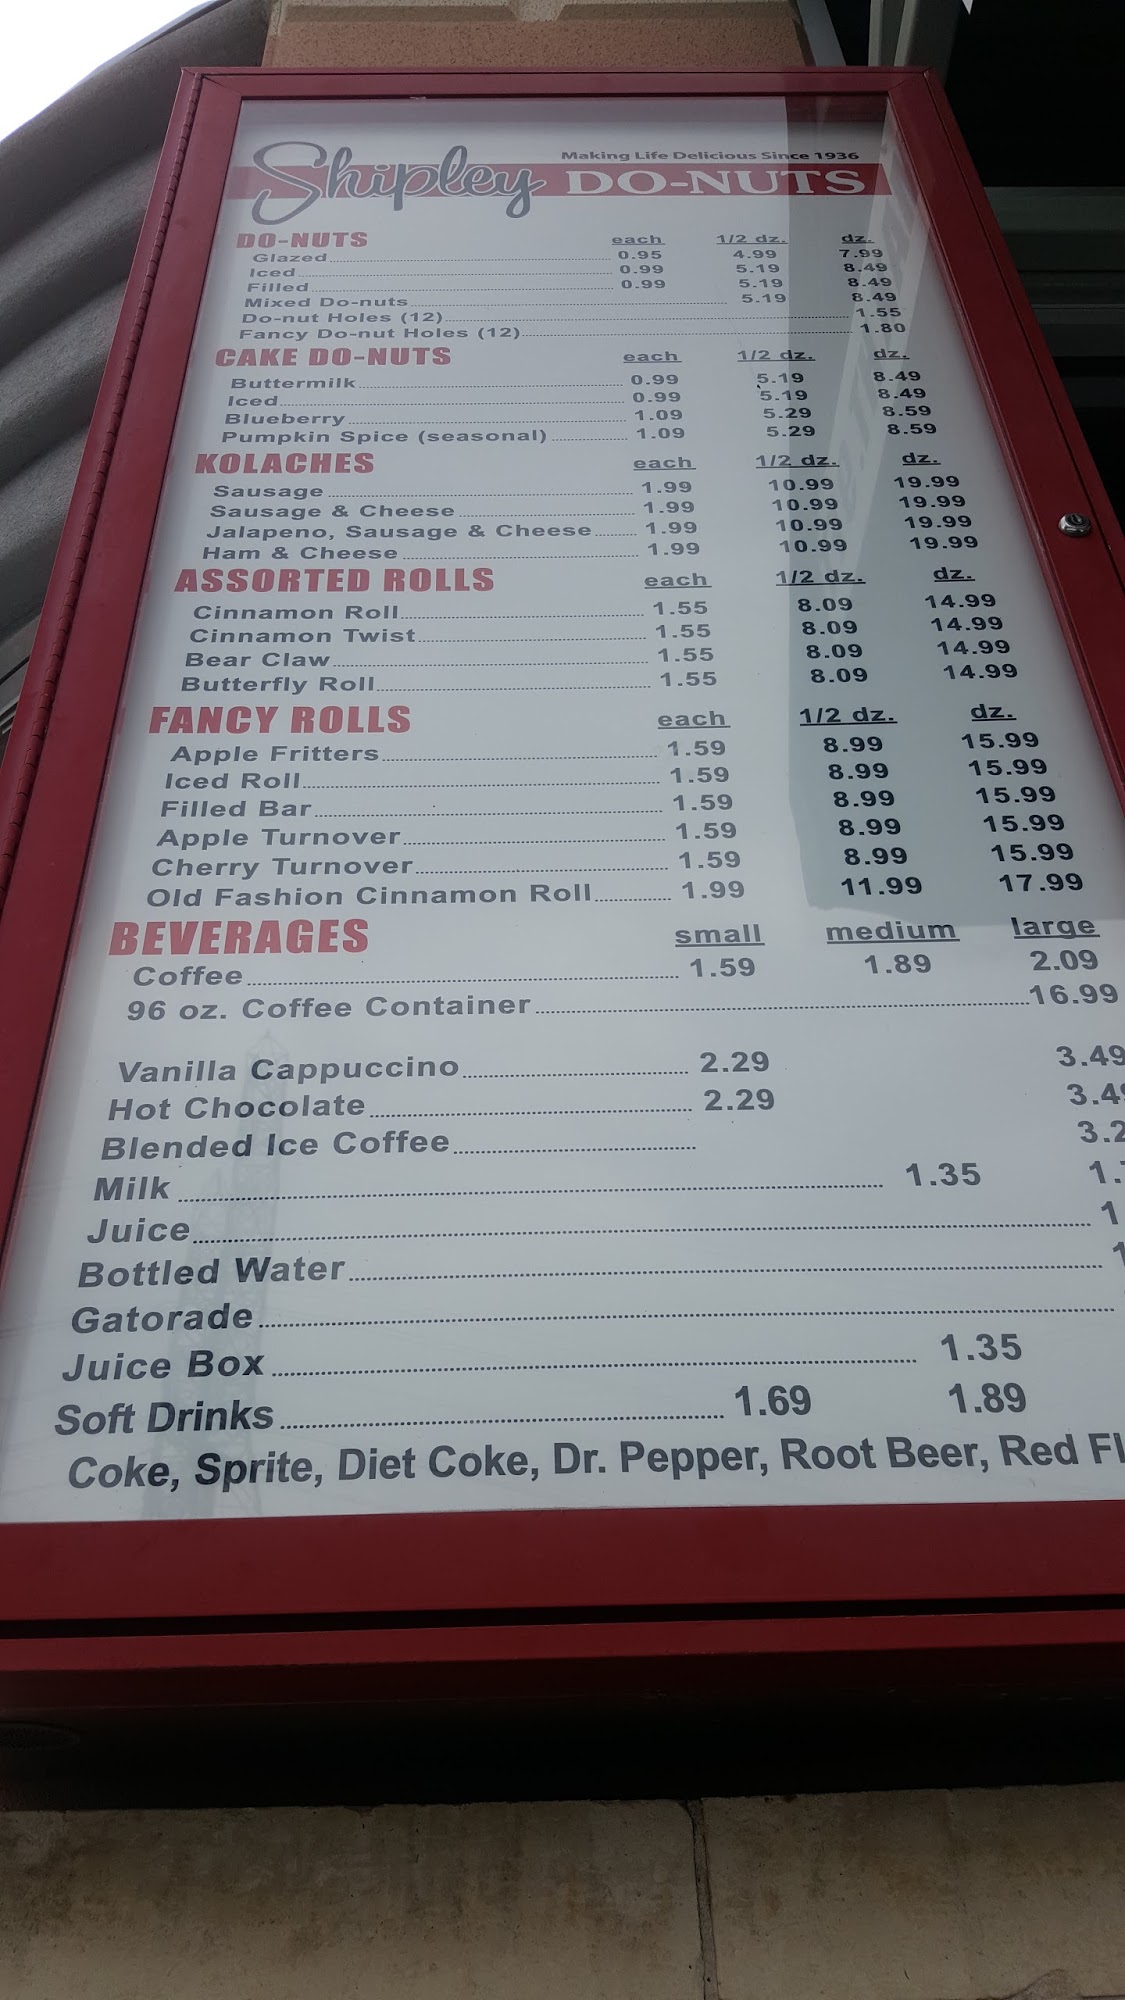 Making Life Delicious Since 1936
Shipley DO-NUTS
DO-NUTS each 1/2 dz. dz.
Glazed 0.95 4.99 7.99
Iced 0.99 5.19 8.49
Filled 0.99 5.19 8.49
Mixed Do-nuts 5.19 8.49
Do-nut Holes (12) 1.55
Fancy Do-nut Holes (12) 1.80
CAKE DO-NUTS each 1/2 dz. dz.
Buttermilk 0.99 5.19 8.49
Iced 0.99 5.19 8.49
Blueberry 1.09 5.29 8.59
Pumpkin Spice (seasonal) 1.09 5.29 8.59
KOLACHES each 1/2 dz. dz.
Sausage 1.99 10.99 19.99
Sausage & Cheese 1.99 10.99 19.99
Jalapeno, Sausage & Cheese 1.99 10.99 19.99
Ham & Cheese 1.99 10.99 19.99
ASSORTED ROLLS each 1/2 dz. dz.
Cinnamon Roll 1.55 8.09 14.99
Cinnamon Twist 1.55 8.09 14.99
Bear Claw 1.55 8.09 14.99
Butterfly Roll 1.55 8.09 14.99
FANCY ROLLS each 1/2 dz. dz.
Apple Fritters 1.59 8.99 15.99
Iced Roll 1.59 8.99 15.99
Filled Bar 1.59 8.99 15.99
Apple Turnover 1.59 8.99 15.99
Cherry Turnover 1.59 8.99 15.99
Old Fashion Cinnamon Roll 1.99 11.99 17.99
BEVERAGES small medium large
Coffee 1.59 1.89 2.09
96 oz. Coffee Container 16.99
Vanilla Cappuccino 2.29 3.49
Hot Chocolate 2.29
Blended Ice Coffee
Milk 1.35
Juice
Bottled Water
Gatorade
Juice Box 1.35
Soft Drinks 1.69 1.89
Coke, Sprite, Diet Coke, Dr. Pepper, Root Beer, Red